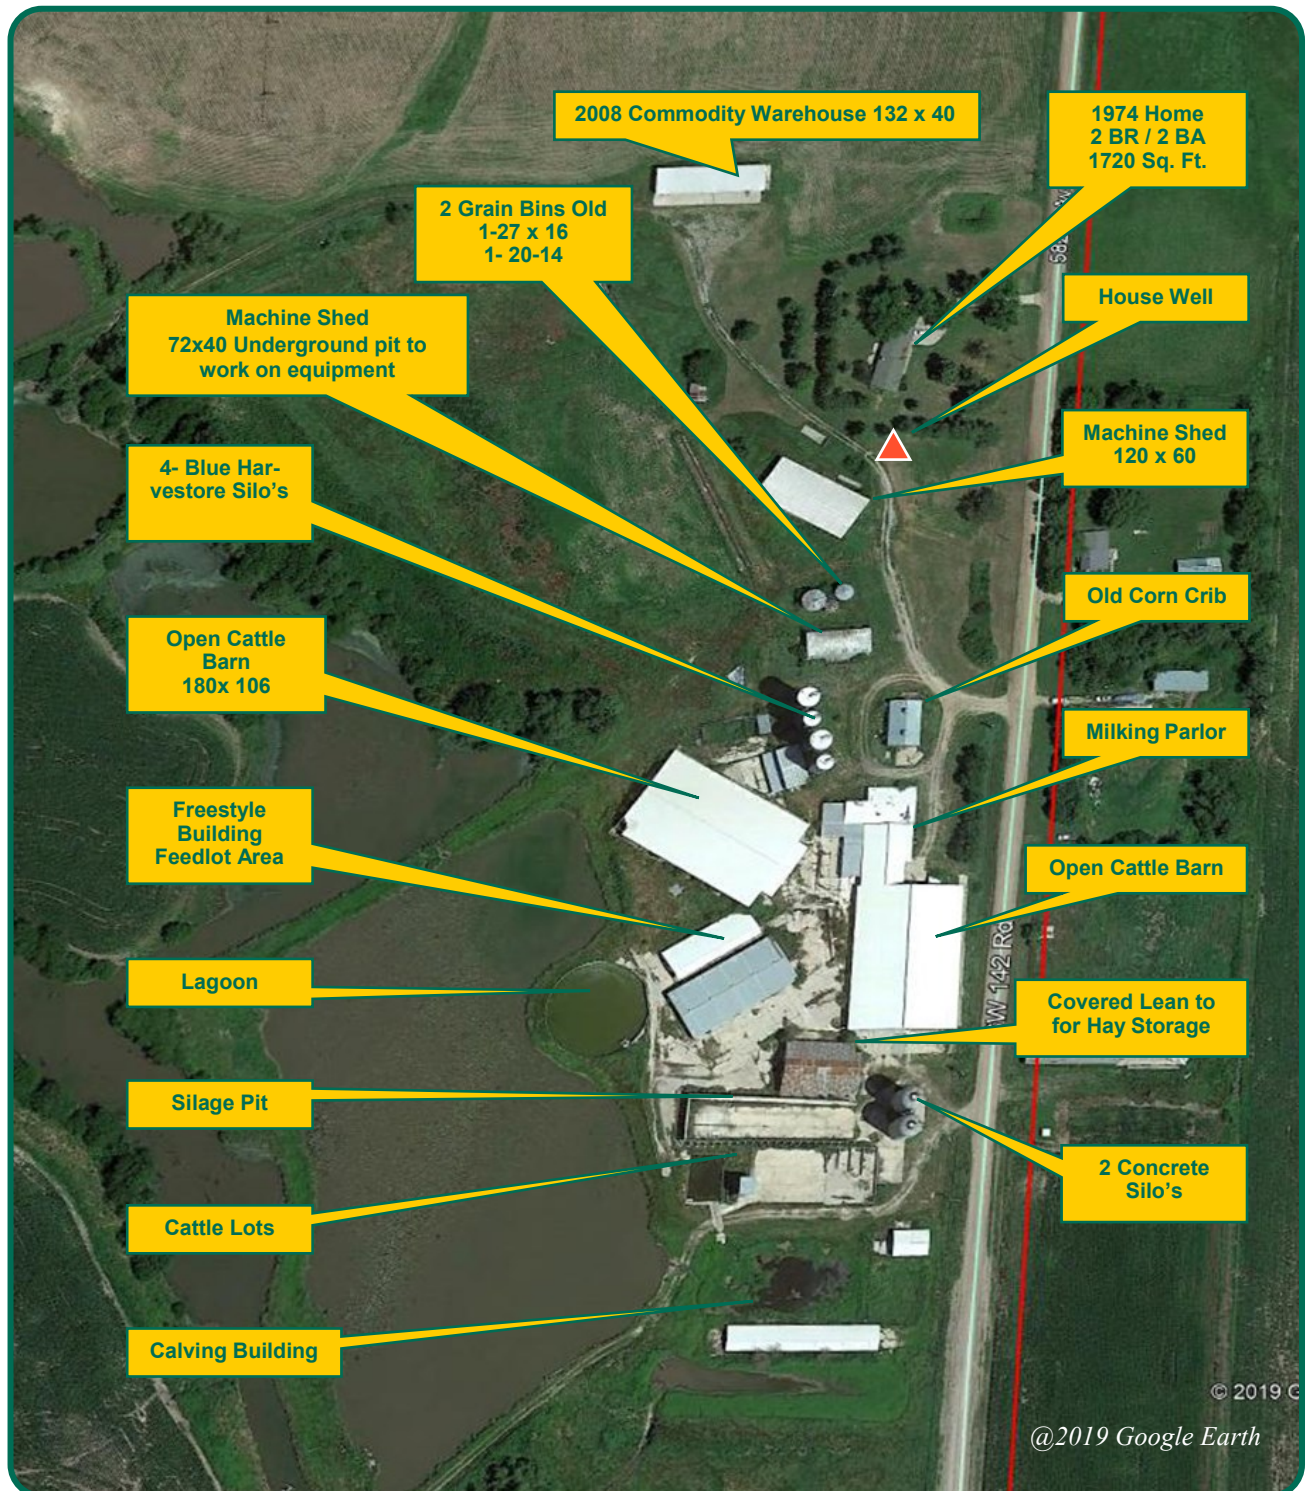 2008 Commodity Warehouse 132 x 40
1974 Home
2 BR / 2 BA
1720 Sq. Ft.
2 Grain Bins Old
1-27 x 16
1- 20-14
582
House Well
Machine Shed
72x40 Underground pit to
work on equipment
Machine Shed
120 x 60
4- Blue Har-
vestore Silo’s
Old Corn Crib
Open Cattle
Barn
180x 106
Milking Parlor
Freestyle
Building
Feedlot Area
Open Cattle Barn
W 142 Rd
Lagoon
Covered Lean to
for Hay Storage
Silage Pit
2 Concrete
Silo’s
Cattle Lots
Calving Building
© 2019 G
@2019 Google Earth